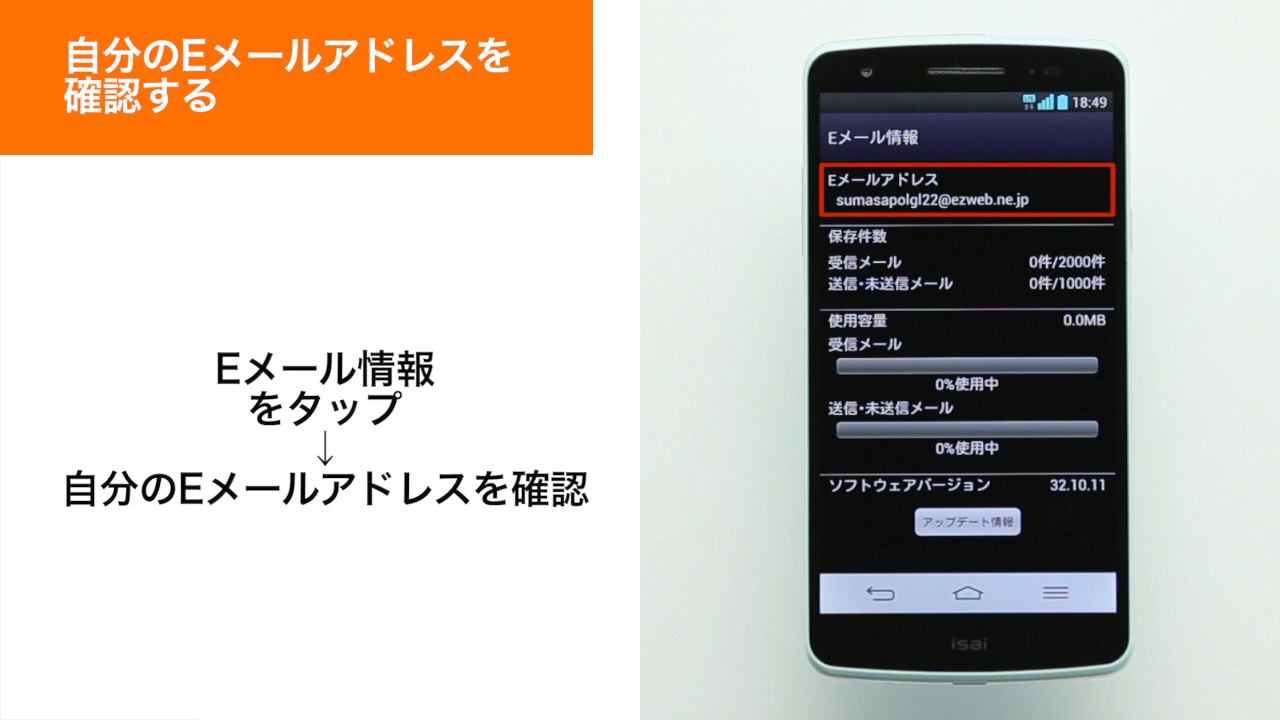 自分のEメールアドレスを
確認する
Eメール情報
をタップ
↓
自分のEメールアドレスを確認
18:49
Eメール情報
Eメールアドレス
sumasapolgl22@ezweb.ne.jp
保存件数
受信メール 0件/2000件
送信・未送信メール 0件/1000件
使用容量 0.0MB
受信メール
0%使用中
送信・未送信メール
0%使用中
ソフトウェアバージョン 32.10.11
アップデート情報
isai